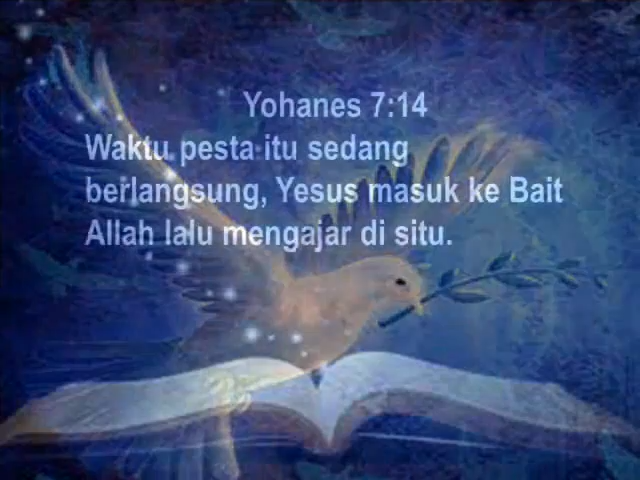 Yohanes 7:14
Waktu pesta itu sedang
berlangsung, Yesus masuk ke Bait
Allah lalu mengajar di situ.